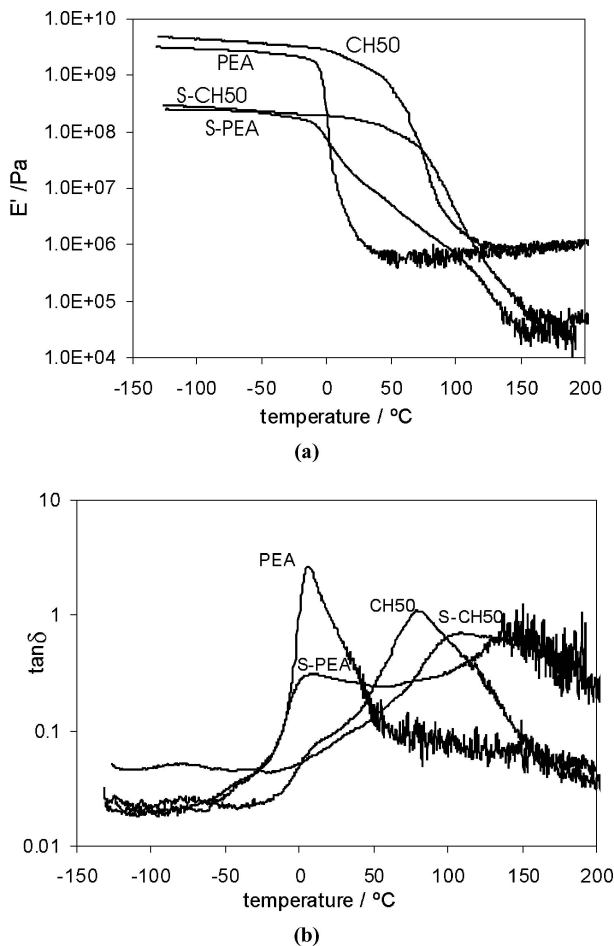 1.0E+10
1.0E+09
1.0E+08
1.0E+07
1.0E+06
1.0E+05
1.0E+04
E' /Pa
CH50
PEA
S-CH50
S-PEA
-150 -100 -50 0 50 100 150 200
temperature / ºC
(a)
10
1
0.1
0.01
tanδ
PEA
CH50
S-CH50
S-PEA
-150 -100 -50 0 50 100 150 200
temperature / ºC
(b)